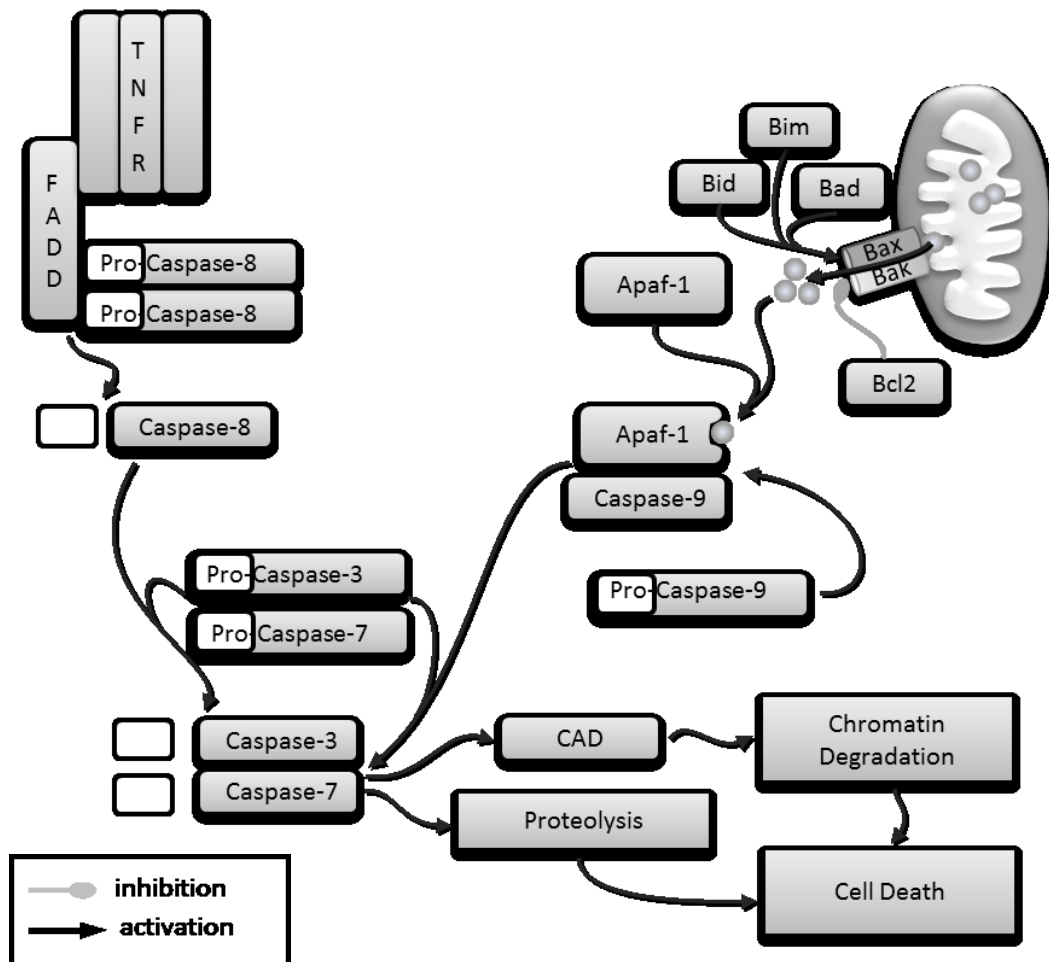 TNFR
FADD
Pro-Caspase-8
Pro-Caspase-8
Caspase-8
Bim
Bid
Bad
Bax
Bak
Apaf-1
Bcl2
Apaf-1
Caspase-9
Pro-Caspase-9
Pro-Caspase-3
Pro-Caspase-7
Caspase-3
Caspase-7
CAD
Chromatin
Degradation
Proteolysis
Cell Death
inhibition
activation